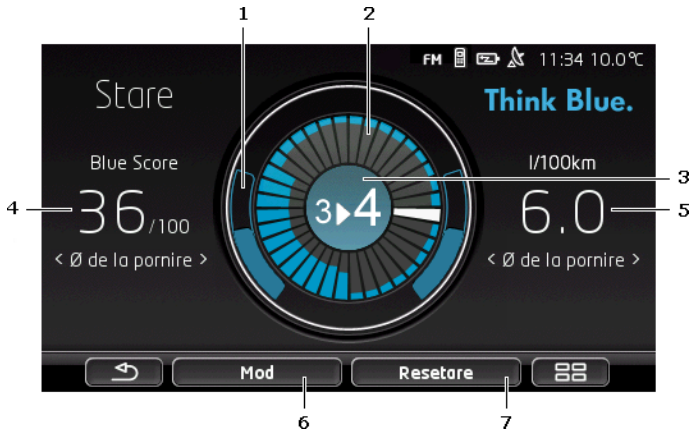 1
2
FM 11:34 10.0°C
Stare
Think Blue.
Blue Score
l/100km
3
3▶4
4
36/100
6.0
5
< Ø de la pornire >
< Ø de la pornire >
Mod
Resetare
6
7